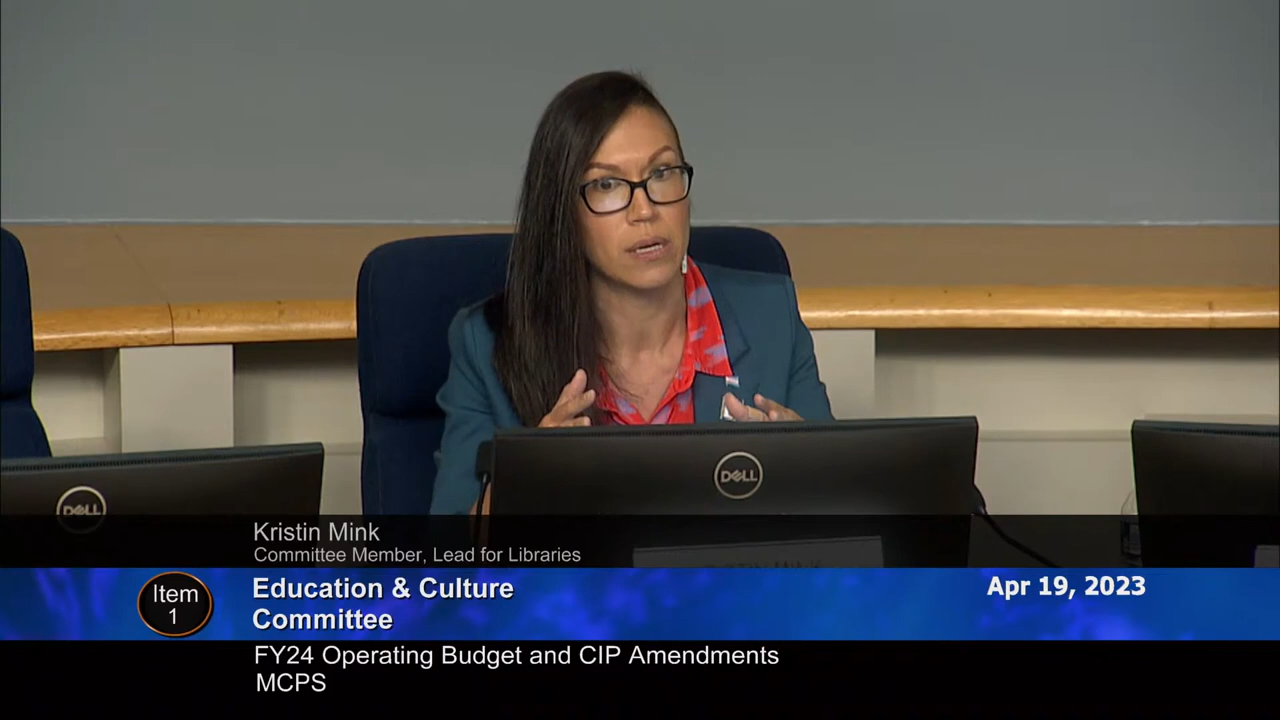 DELL
DELL
Kristin Mink
Committee Member, Lead for Libraries
Item
1
Education & Culture
Committee
Apr 19, 2023
FY24 Operating Budget and CIP Amendments
MCPS